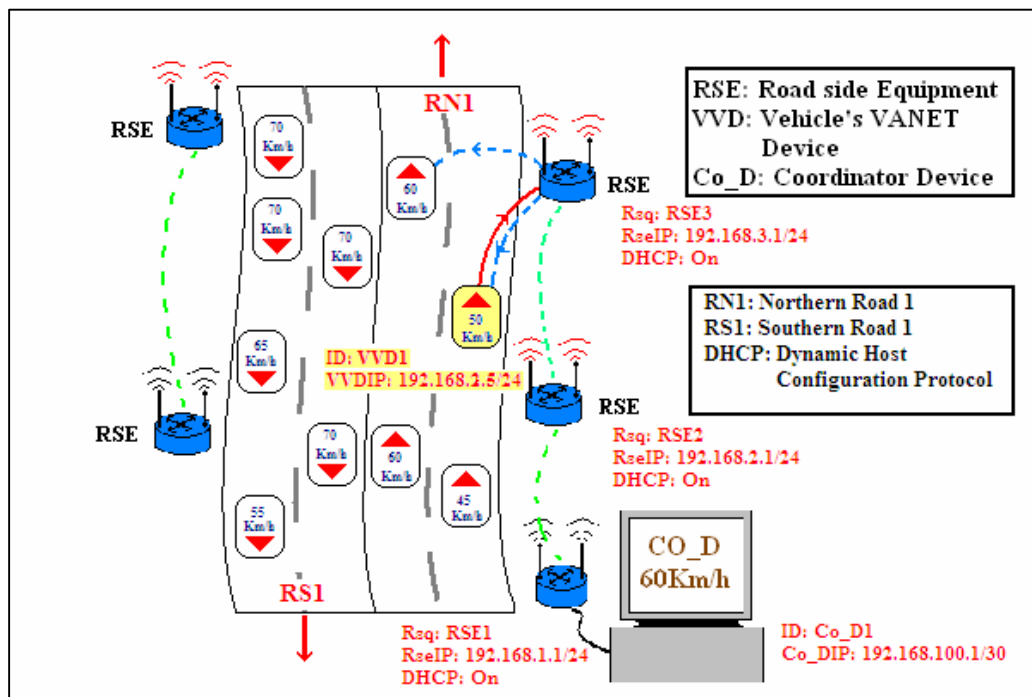 RN1
RSE
70
Km/h
60
Km/h
RSE
RSE: Road side Equipment
VVD: Vehicle's VANET
Device
Co_D: Coordinator Device
Rsq: RSE3
RseIP: 192.168.3.1/24
DHCP: On
70
Km/h
70
Km/h
50
Km/h
RN1: Northern Road 1
RS1: Southern Road 1
DHCP: Dynamic Host
Configuration Protocol
65
Km/h
ID: VVD1
VVDIP: 192.168.2.5/24
RSE
RSE
Rsq: RSE2
RseIP: 192.168.2.1/24
DHCP: On
70
Km/h
60
Km/h
45
Km/h
55
Km/h
CO_D
60Km/h
RS1
Rsq: RSE1
RseIP: 192.168.1.1/24
DHCP: On
ID: Co_D1
Co_DIP: 192.168.100.1/30